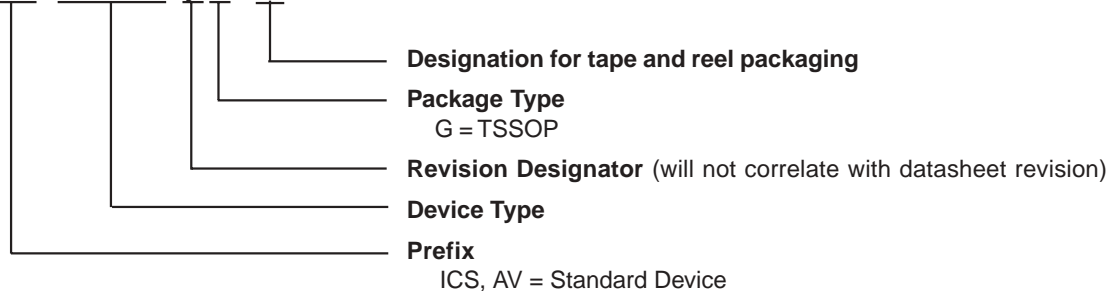 Designation for tape and reel packaging
Package Type
G = TSSOP
Revision Designator (will not correlate with datasheet revision)
Device Type
Prefix
ICS, AV = Standard Device